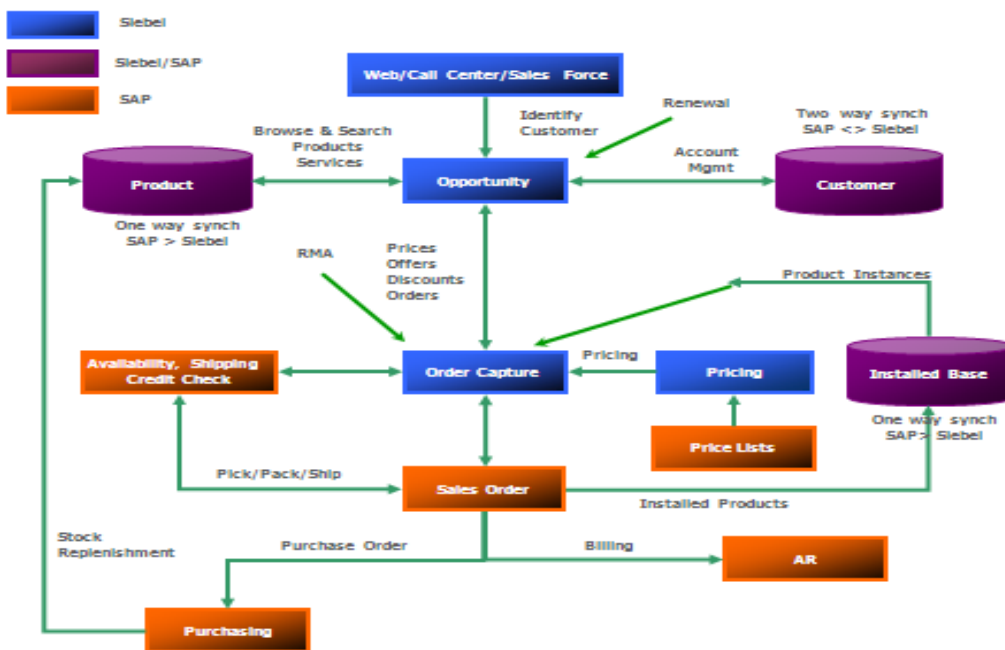 Siebel
Siebel/SAP
SAP
Web/Call Center/Sales Force
Identify
Customer
Renewal
Two way synch
SAP <> Siebel
Browse & Search
Products
Services
Account
Mgmt
Product
Opportunity
Customer
One way synch
SAP > Siebel
RMA
Prices
Offers
Discounts
Orders
Product Instances
Availability, Shipping
Credit Check
Order Capture
Pricing
Pricing
Installed Base
One way synch
SAP> Siebel
Price Lists
Pick/Pack/Ship
Sales Order
Installed Products
Stock
Replenishment
Purchase Order
Billing
AR
Purchasing